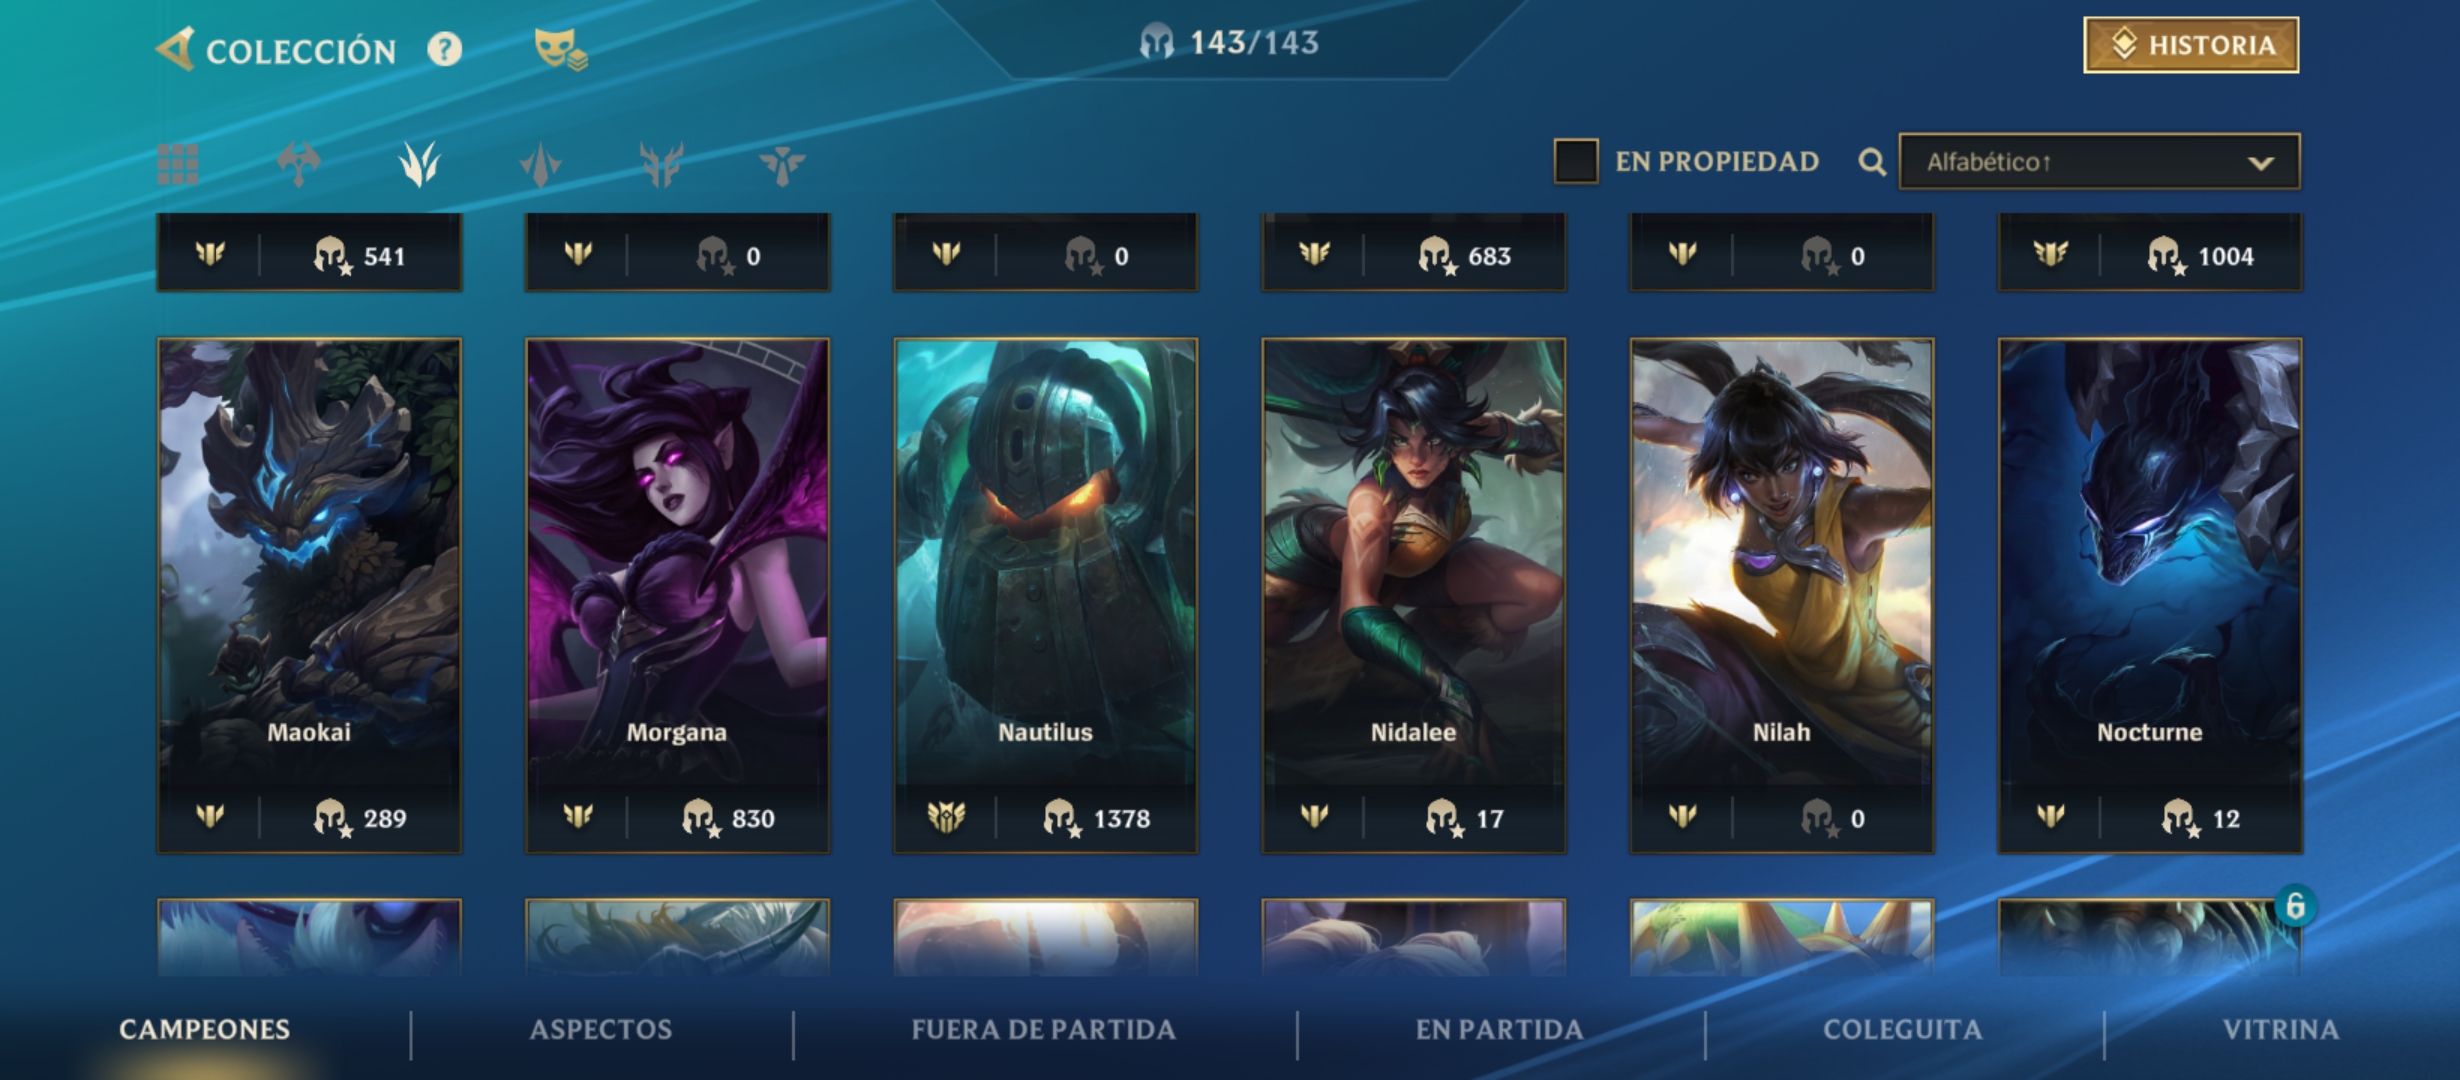 COLECCIÓN ?
143/143
HISTORIA
EN PROPIEDAD
Alfabético↑
541
0
0
683
0
1004
Maokai
Morgana
Nautilus
Nidalee
Nilah
Nocturne
289
830
1378
17
0
12
CAMPEONES
ASPECTOS
FUERA DE PARTIDA
EN PARTIDA
COLEGUITA
VITRINA